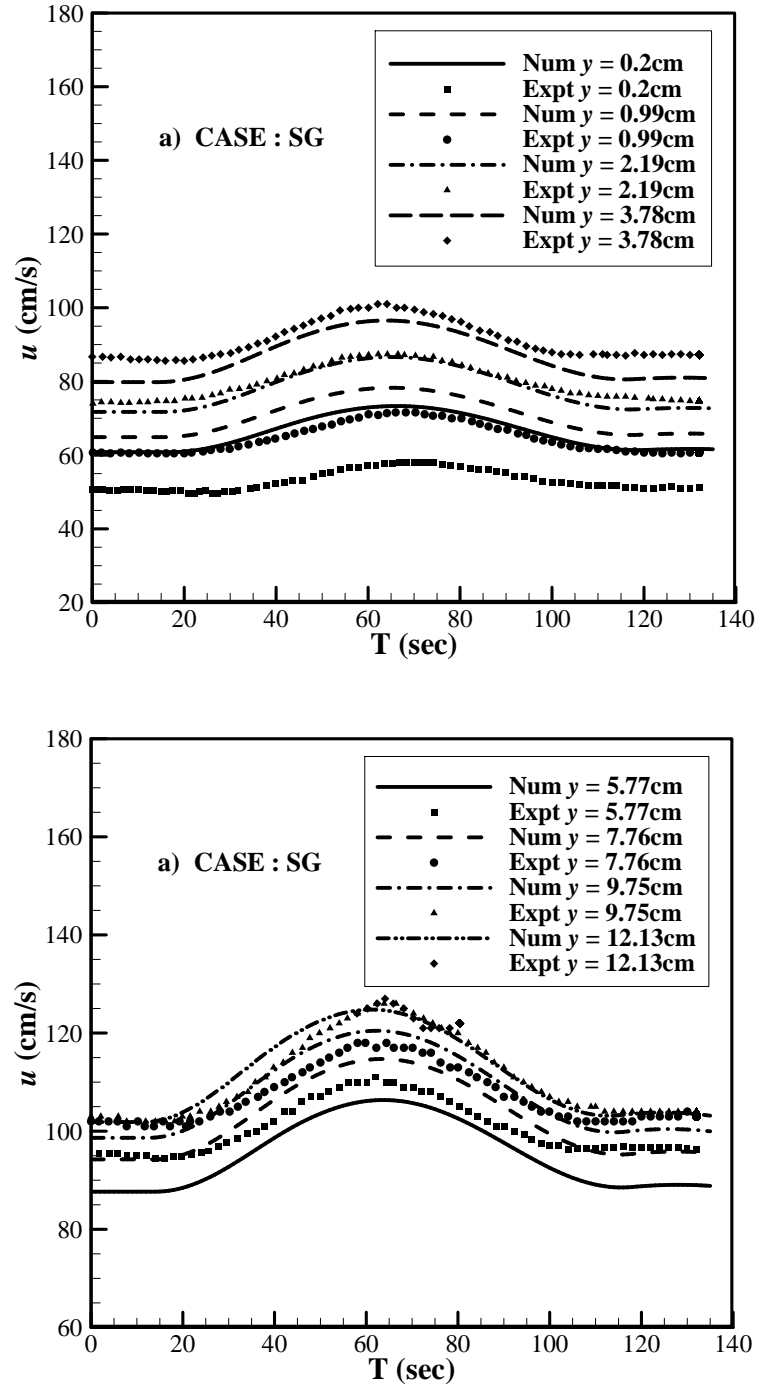 180
160
140
120
100
80
60
40
20
u (cm/s)
Num y = 0.2cm
Expt y = 0.2cm
Num y = 0.99cm
Expt y = 0.99cm
Num y = 2.19cm
Expt y = 2.19cm
Num y = 3.78cm
Expt y = 3.78cm
a) CASE : SG
0 20 40 60 80 100 120 140
T (sec)
180
160
140
120
100
80
60
u (cm/s)
Num y = 5.77cm
Expt y = 5.77cm
Num y = 7.76cm
Expt y = 7.76cm
Num y = 9.75cm
Expt y = 9.75cm
Num y = 12.13cm
Expt y = 12.13cm
a) CASE : SG
0 20 40 60 80 100 120 140
T (sec)